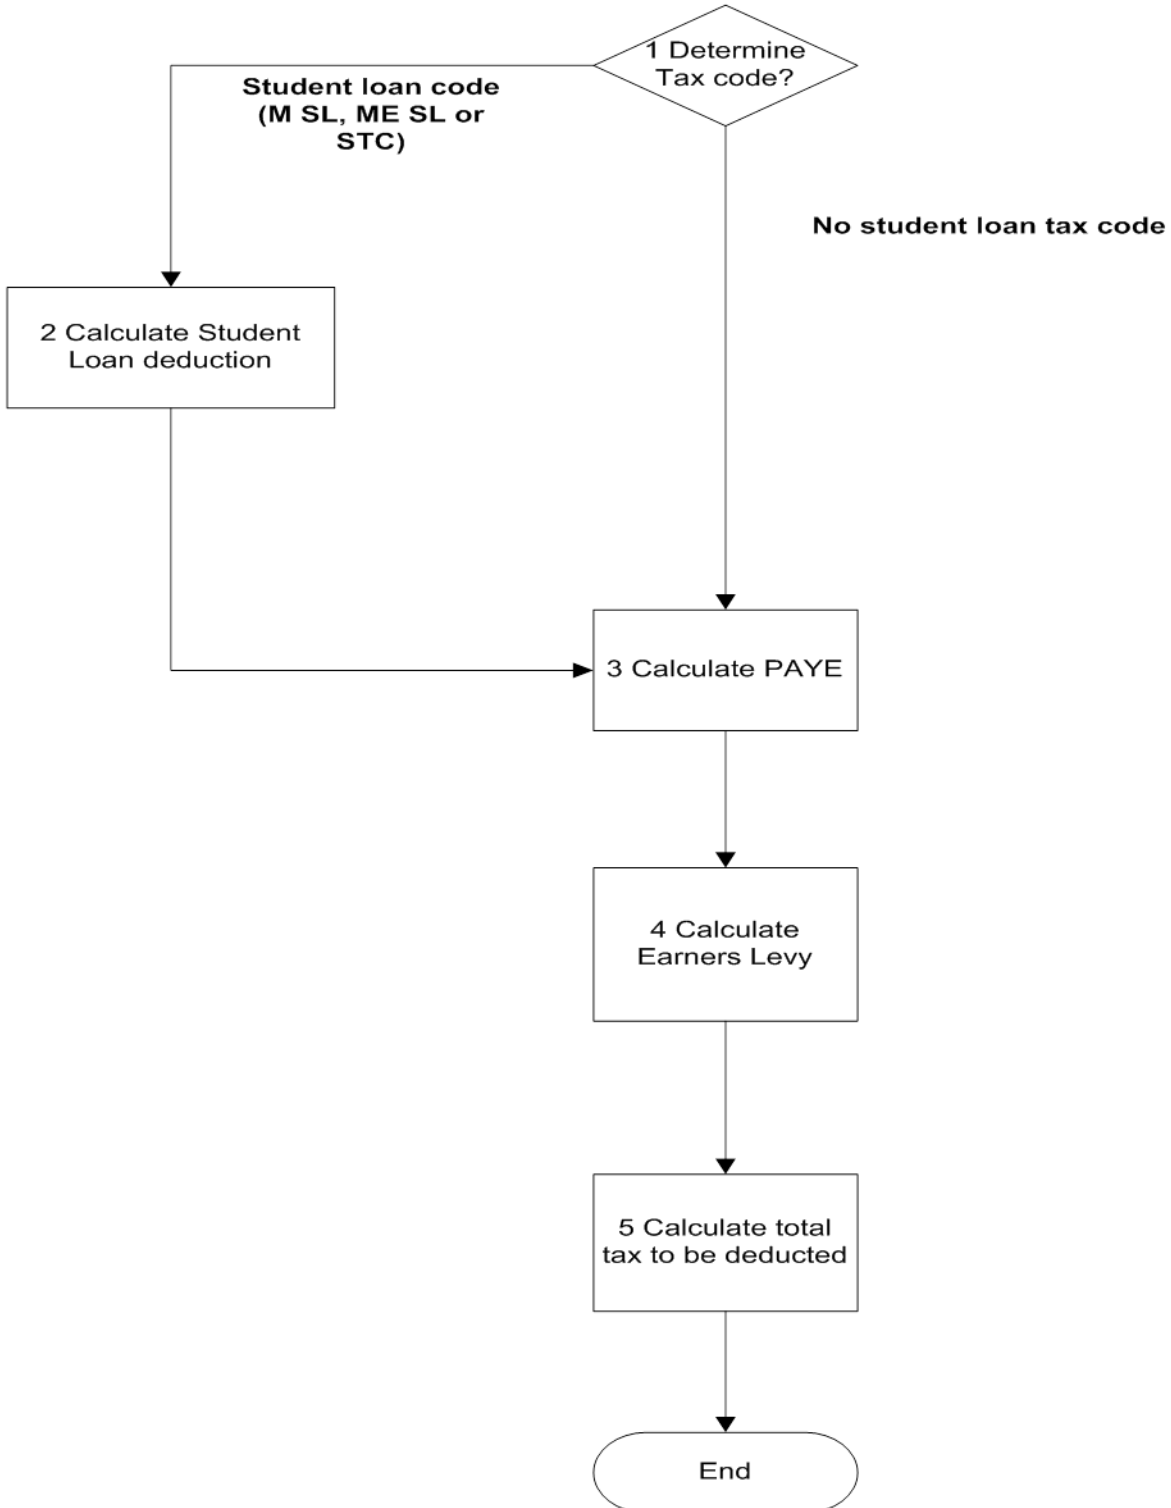 1 Determine
Tax code?
Student loan code
(M SL, ME SL or
STC)
No student loan tax code
2 Calculate Student
Loan deduction
3 Calculate PAYE
4 Calculate
Earners Levy
5 Calculate total
tax to be deducted
End